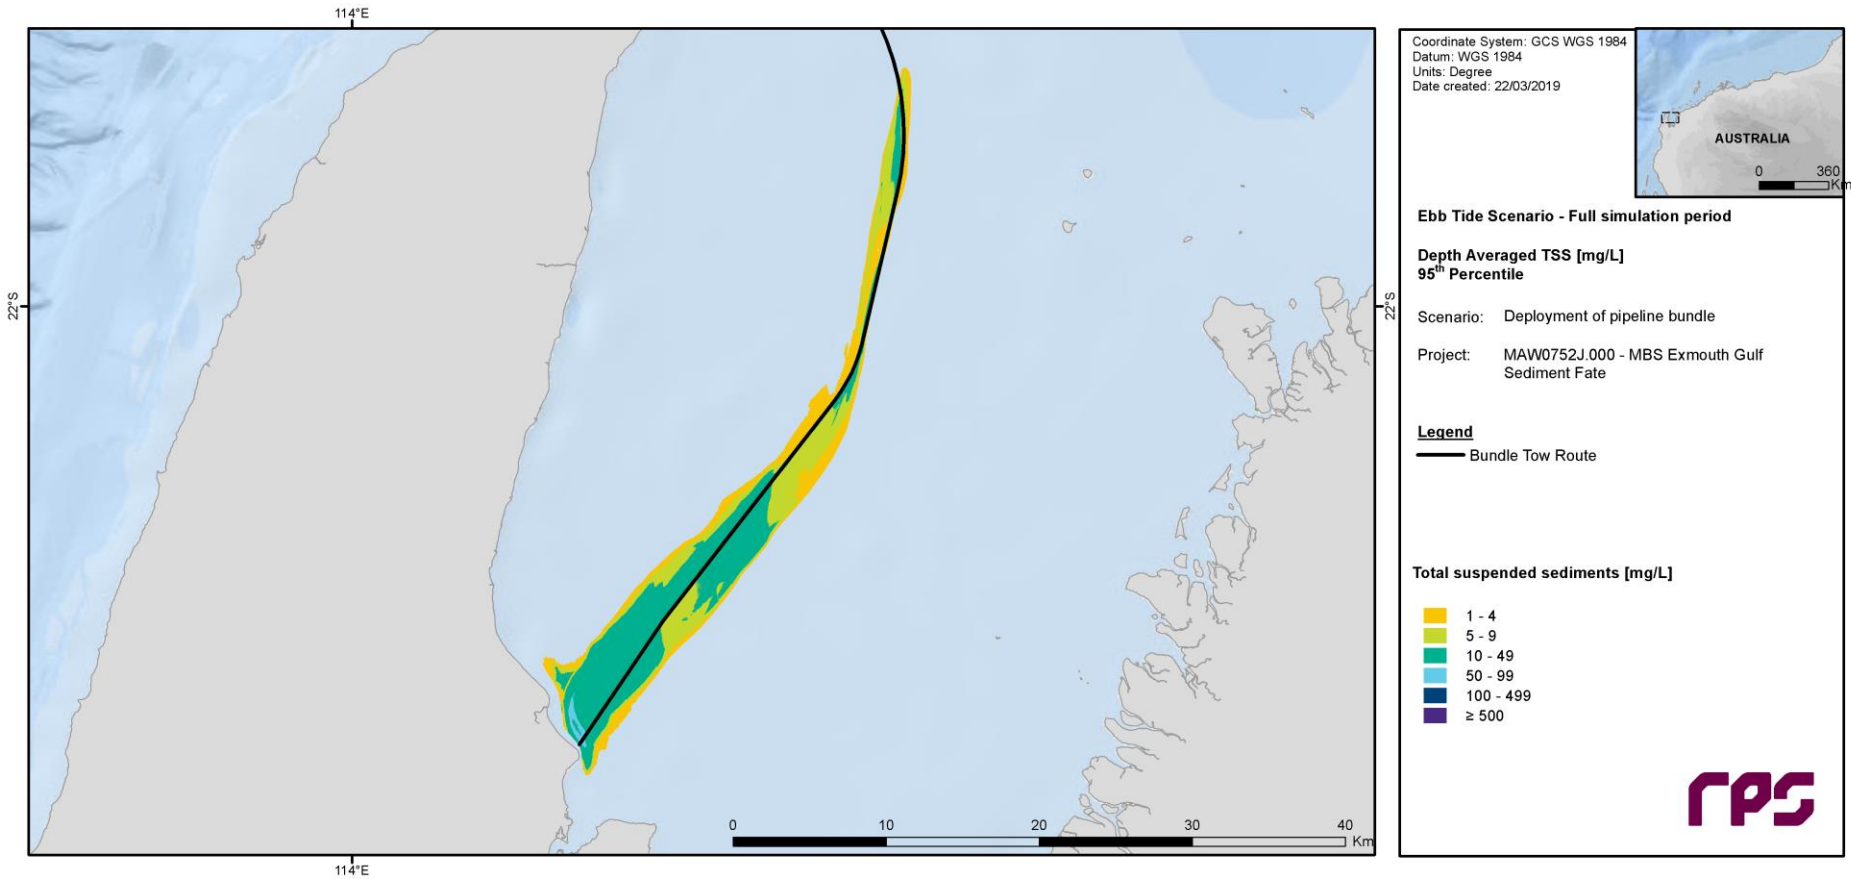 114°E
22°S
22°S
0 10 20 30 40
Km
114°E
Coordinate System: GCS WGS 1984
Datum: WGS 1984
Units: Degree
Date created: 22/03/2019
AUSTRALIA
0 360
Km
Ebb Tide Scenario - Full simulation period
Depth Averaged TSS [mg/L]
95th Percentile
Scenario: Deployment of pipeline bundle
Project: MAW0752J.000 - MBS Exmouth Gulf
Sediment Fate
Legend
Bundle Tow Route
Total suspended sediments [mg/L]
1 - 4
5 - 9
10 - 49
50 - 99
100 - 499
≥ 500
rps